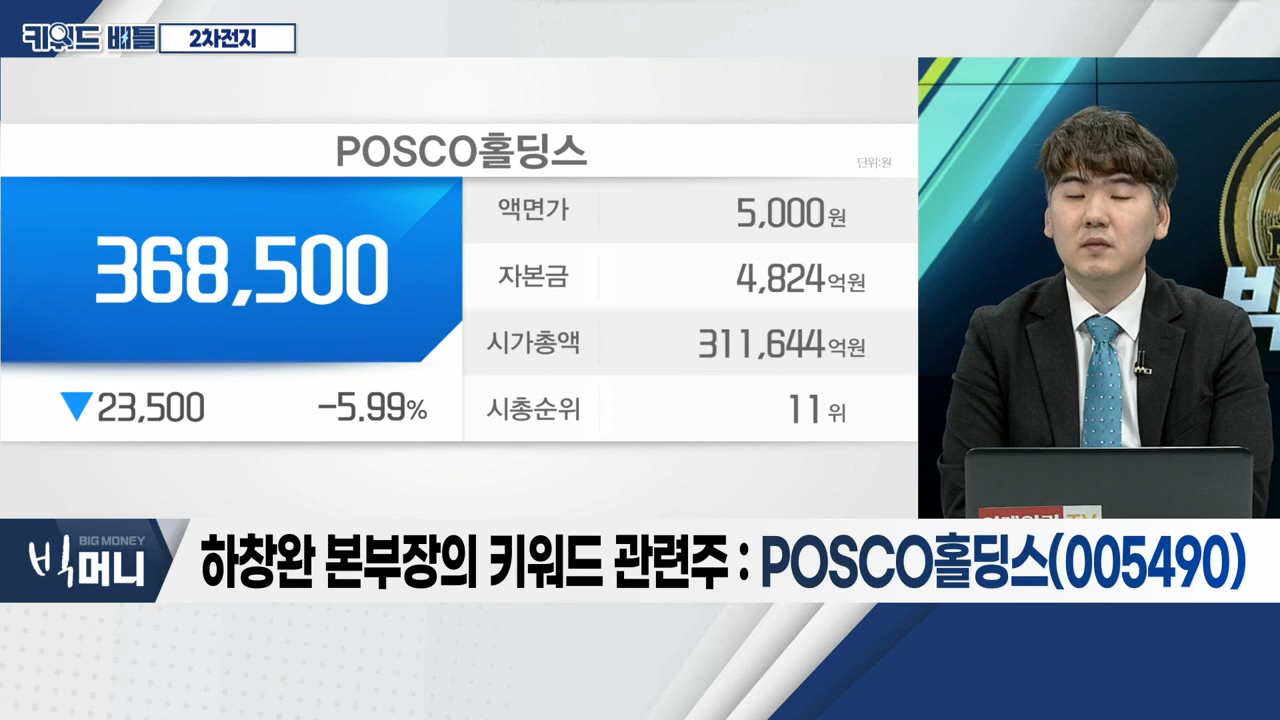 키워드 배틀
2차전지
POSCO홀딩스
단위:원
368,500
▼23,500 -5.99%
액면가 5,000원
자본금 4,824억원
시가총액 311,644억원
시총순위 11위
BIG MONEY
빅머니
하창완 본부장의 키워드 관련주 : POSCO홀딩스(005490)